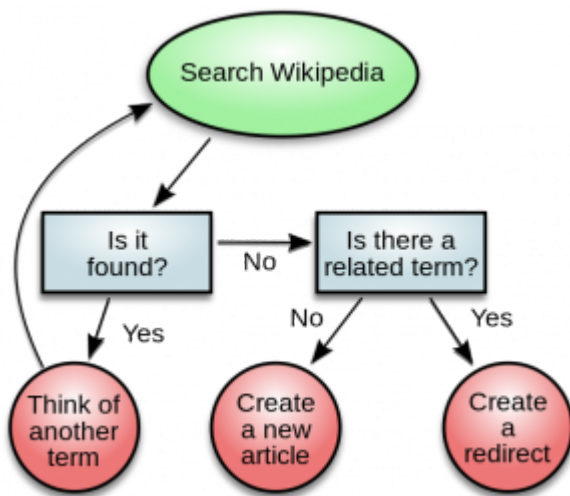 Search Wikipedia
Is it
found?
No
Is there a
related term?
Yes
No
Yes
Think of
another
term
Create
a new
article
Create
a
redirect